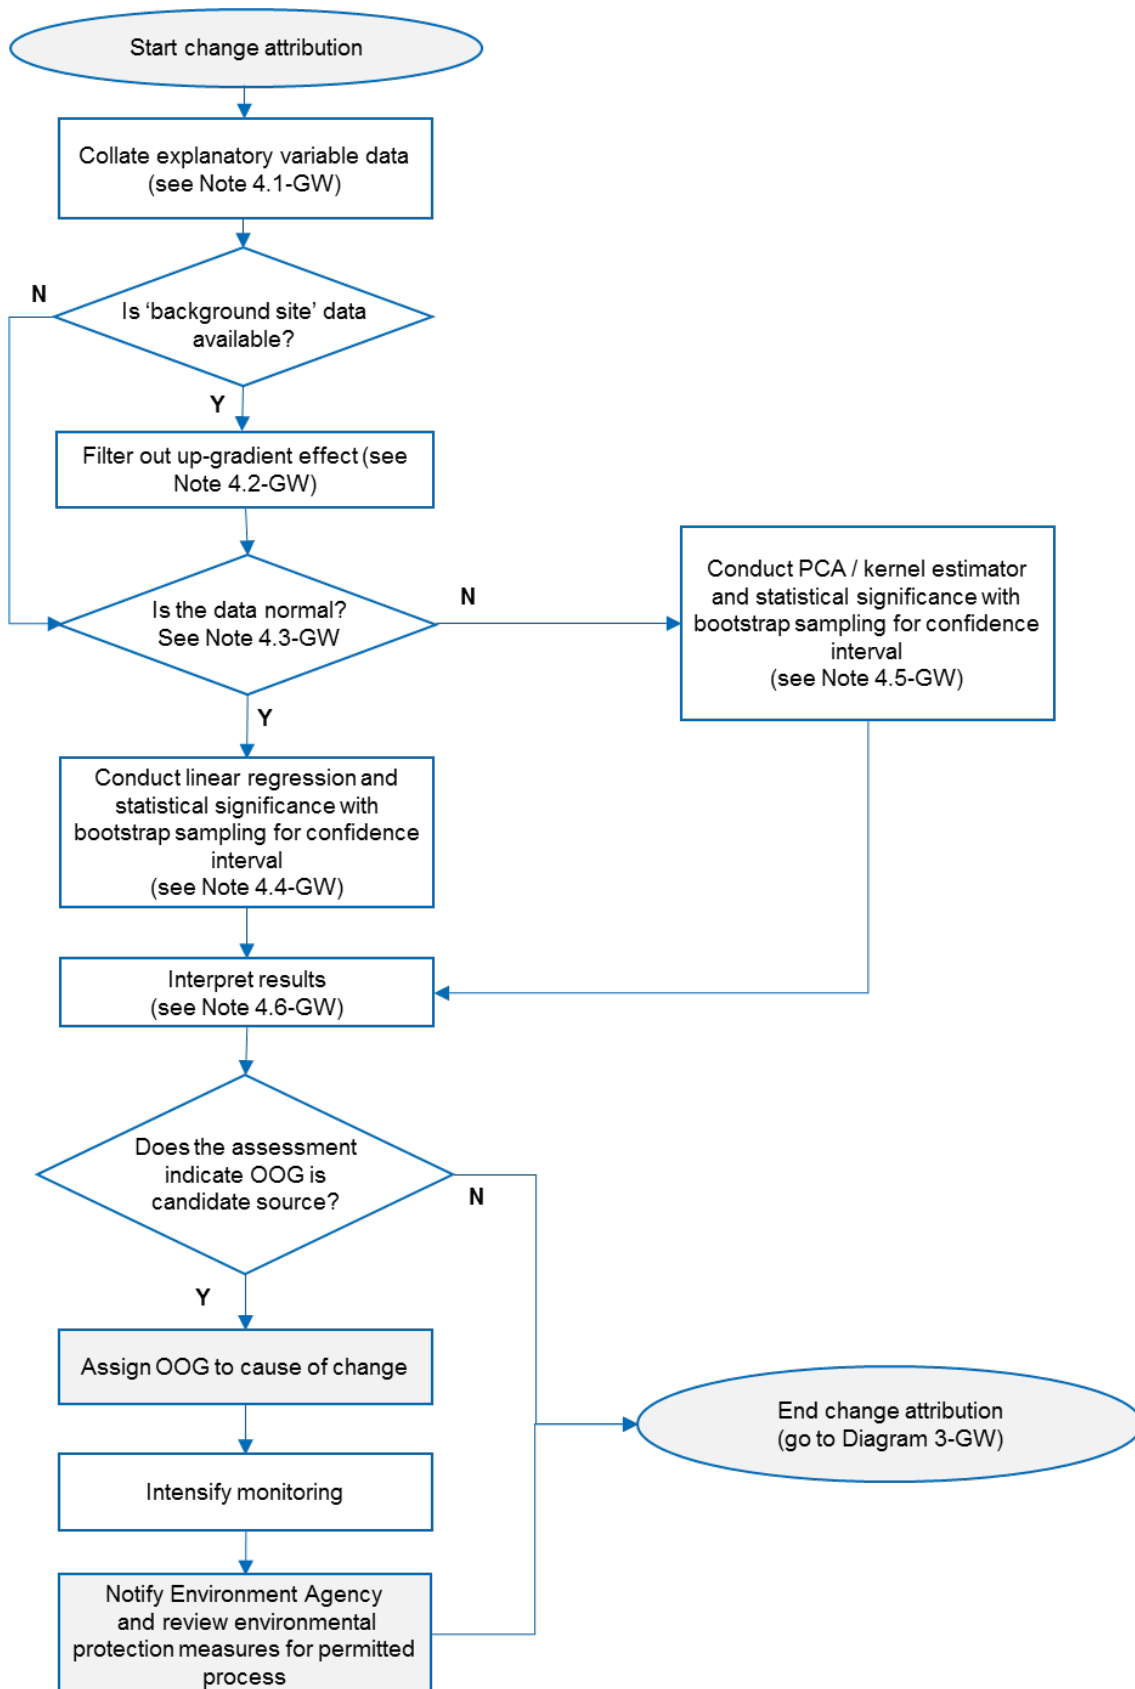 Start change attribution
Collate explanatory variable data
(see Note 4.1-GW)
N
Is ‘background site’ data
available?
Y
Filter out up-gradient effect (see
Note 4.2-GW)
Is the data normal?
See Note 4.3-GW
N
Conduct PCA / kernel estimator
and statistical significance with
bootstrap sampling for confidence
interval
(see Note 4.5-GW)
Y
Conduct linear regression and
statistical significance with
bootstrap sampling for confidence
interval
(see Note 4.4-GW)
Interpret results
(see Note 4.6-GW)
Does the assessment
indicate OOG is
candidate source?
N
Y
Assign OOG to cause of change
End change attribution
(go to Diagram 3-GW)
Intensify monitoring
Notify Environment Agency
and review environmental
protection measures for permitted
process